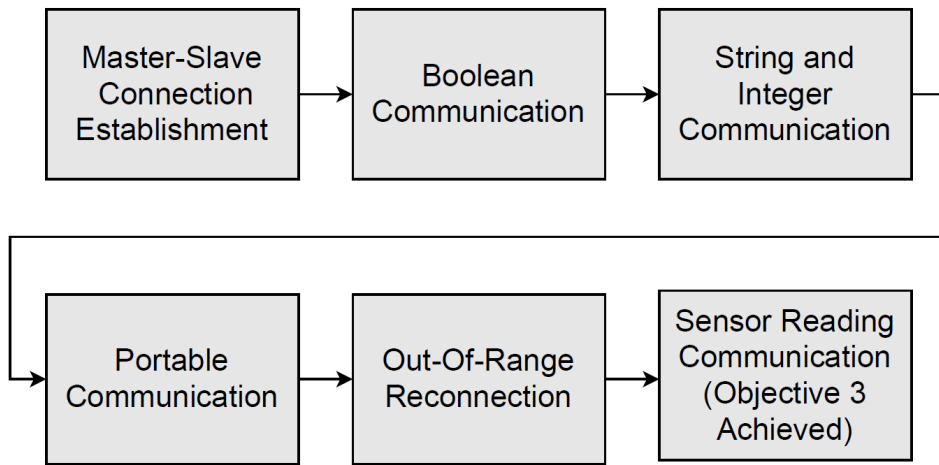 Master-Slave
Connection
Establishment
Boolean
Communication
String and
Integer
Communication
Portable
Communication
Out-Of-Range
Reconnection
Sensor Reading
Communication
(Objective 3
Achieved)